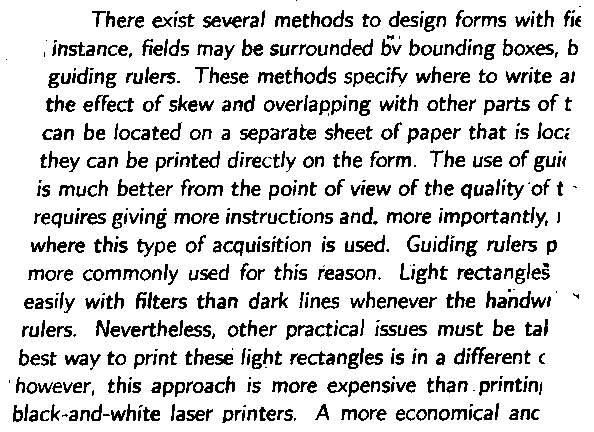 There exist several methods to design forms with fie
instance, fields may be surrounded by bounding boxes, b
guiding rulers. These methods specify where to write a
the effect of skew and overlapping with other parts of t
can be located on a separate sheet of paper that is loca
they can be printed directly on the form. The use of gui
is much better from the point of view of the quality of t
requires giving more instructions and, more importantly,
where this type of acquisition is used. Guiding rulers p
more commonly used for this reason. Light rectangles
easily with filters than dark lines whenever the handwr
rulers. Nevertheless, other practical issues must be tak
best way to print these light rectangles is in a different c
however, this approach is more expensive than printing
black-and-white laser printers. A more economical and